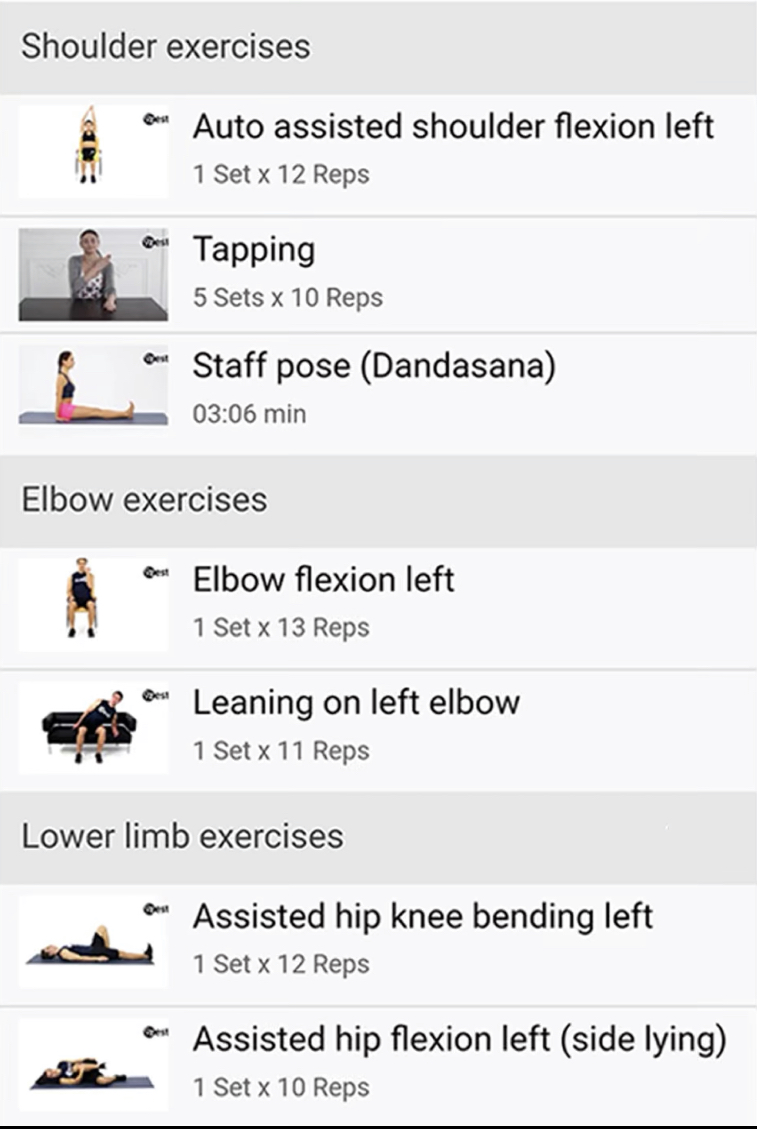 Shoulder exercises
Auto assisted shoulder flexion left
1 Set x 12 Reps
Tapping
5 Sets x 10 Reps
Staff pose (Dandasana)
03:06 min
Elbow exercises
Elbow flexion left
1 Set x 13 Reps
Leaning on left elbow
1 Set x 11 Reps
Lower limb exercises
Assisted hip knee bending left
1 Set x 12 Reps
Assisted hip flexion left (side lying)
1 Set x 10 Reps